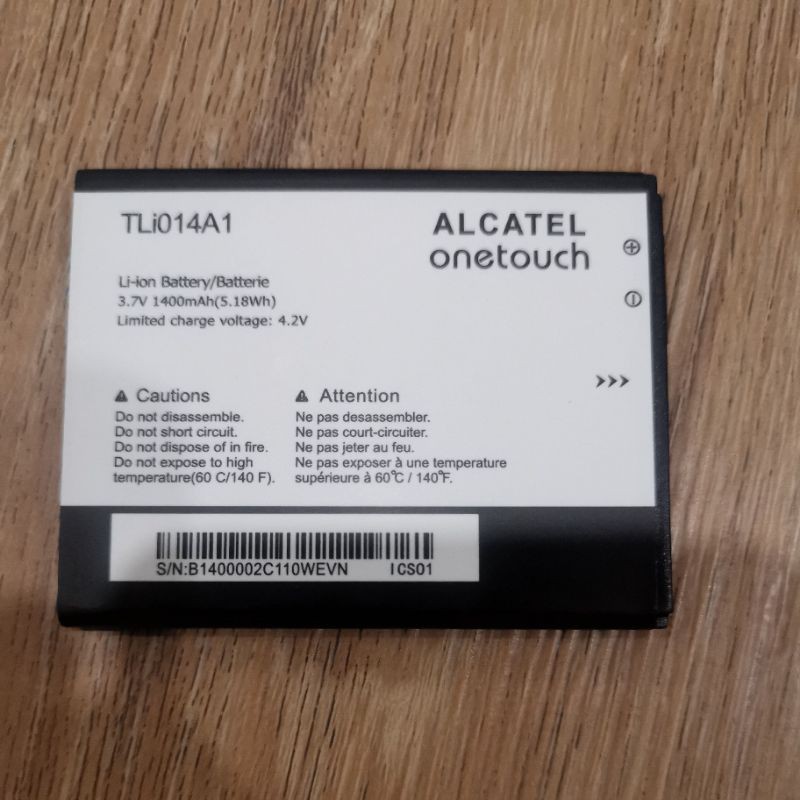 TLi014A1
ALCATEL
onetouch
Li-ion Battery/Batterie
3.7V 1400mAh(5.18Wh)
Limited charge voltage: 4.2V
Cautions
Do not disassemble.
Do not short circuit.
Do not dispose of in fire.
Do not expose to high
temperature(60 C/140 F).
Attention
Ne pas desassembler.
Ne pas court-circuiter.
Ne pas jeter au feu.
Ne pas exposer à une temperature
supérieure à 60°C / 140°F.
S/N:B1400002C110WEVN ICS01